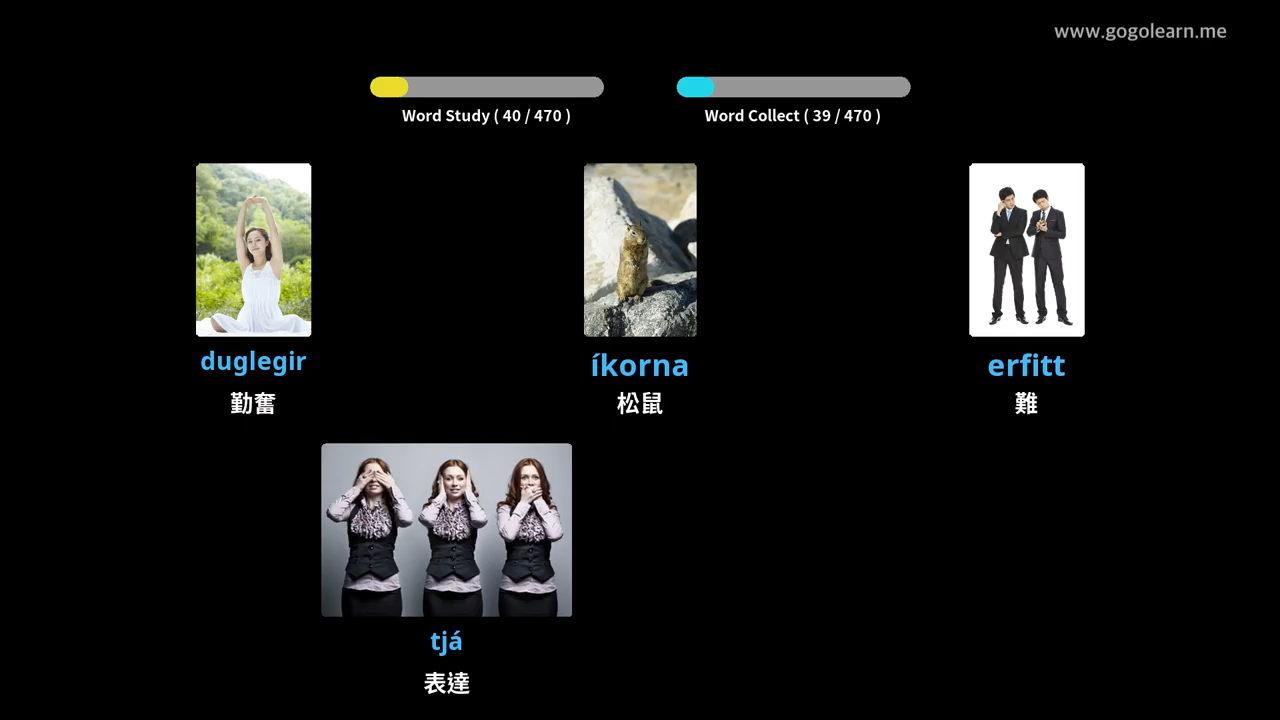 www.gogolearn.me
Word Study ( 40 / 470 )
Word Collect ( 39 / 470 )
duglegir
勤奮
íkorna
松鼠
erfitt
難
tjá
表達